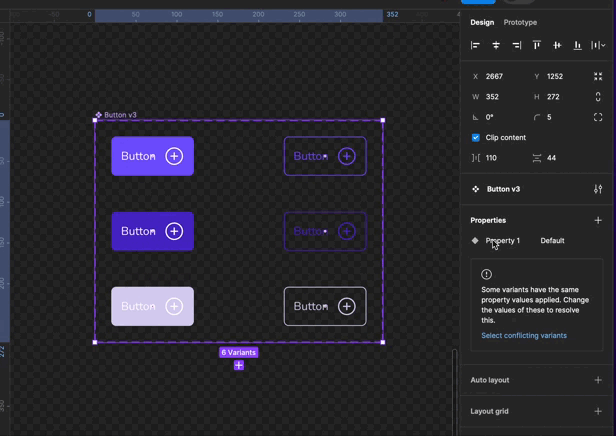 Design Prototype
0 50 100 150 200 250 300 352
X 2667 Y 1252
W 352 H 272
0° 5
Clip content
110 44
Button v3
Button v3
Properties
Property 1 Default
Button Button
Button Button
Button Button
Some variants have the same
property values applied. Change
the values of these to resolve
this.
Select conflicting variants
6 Variants
Auto layout
Layout grid